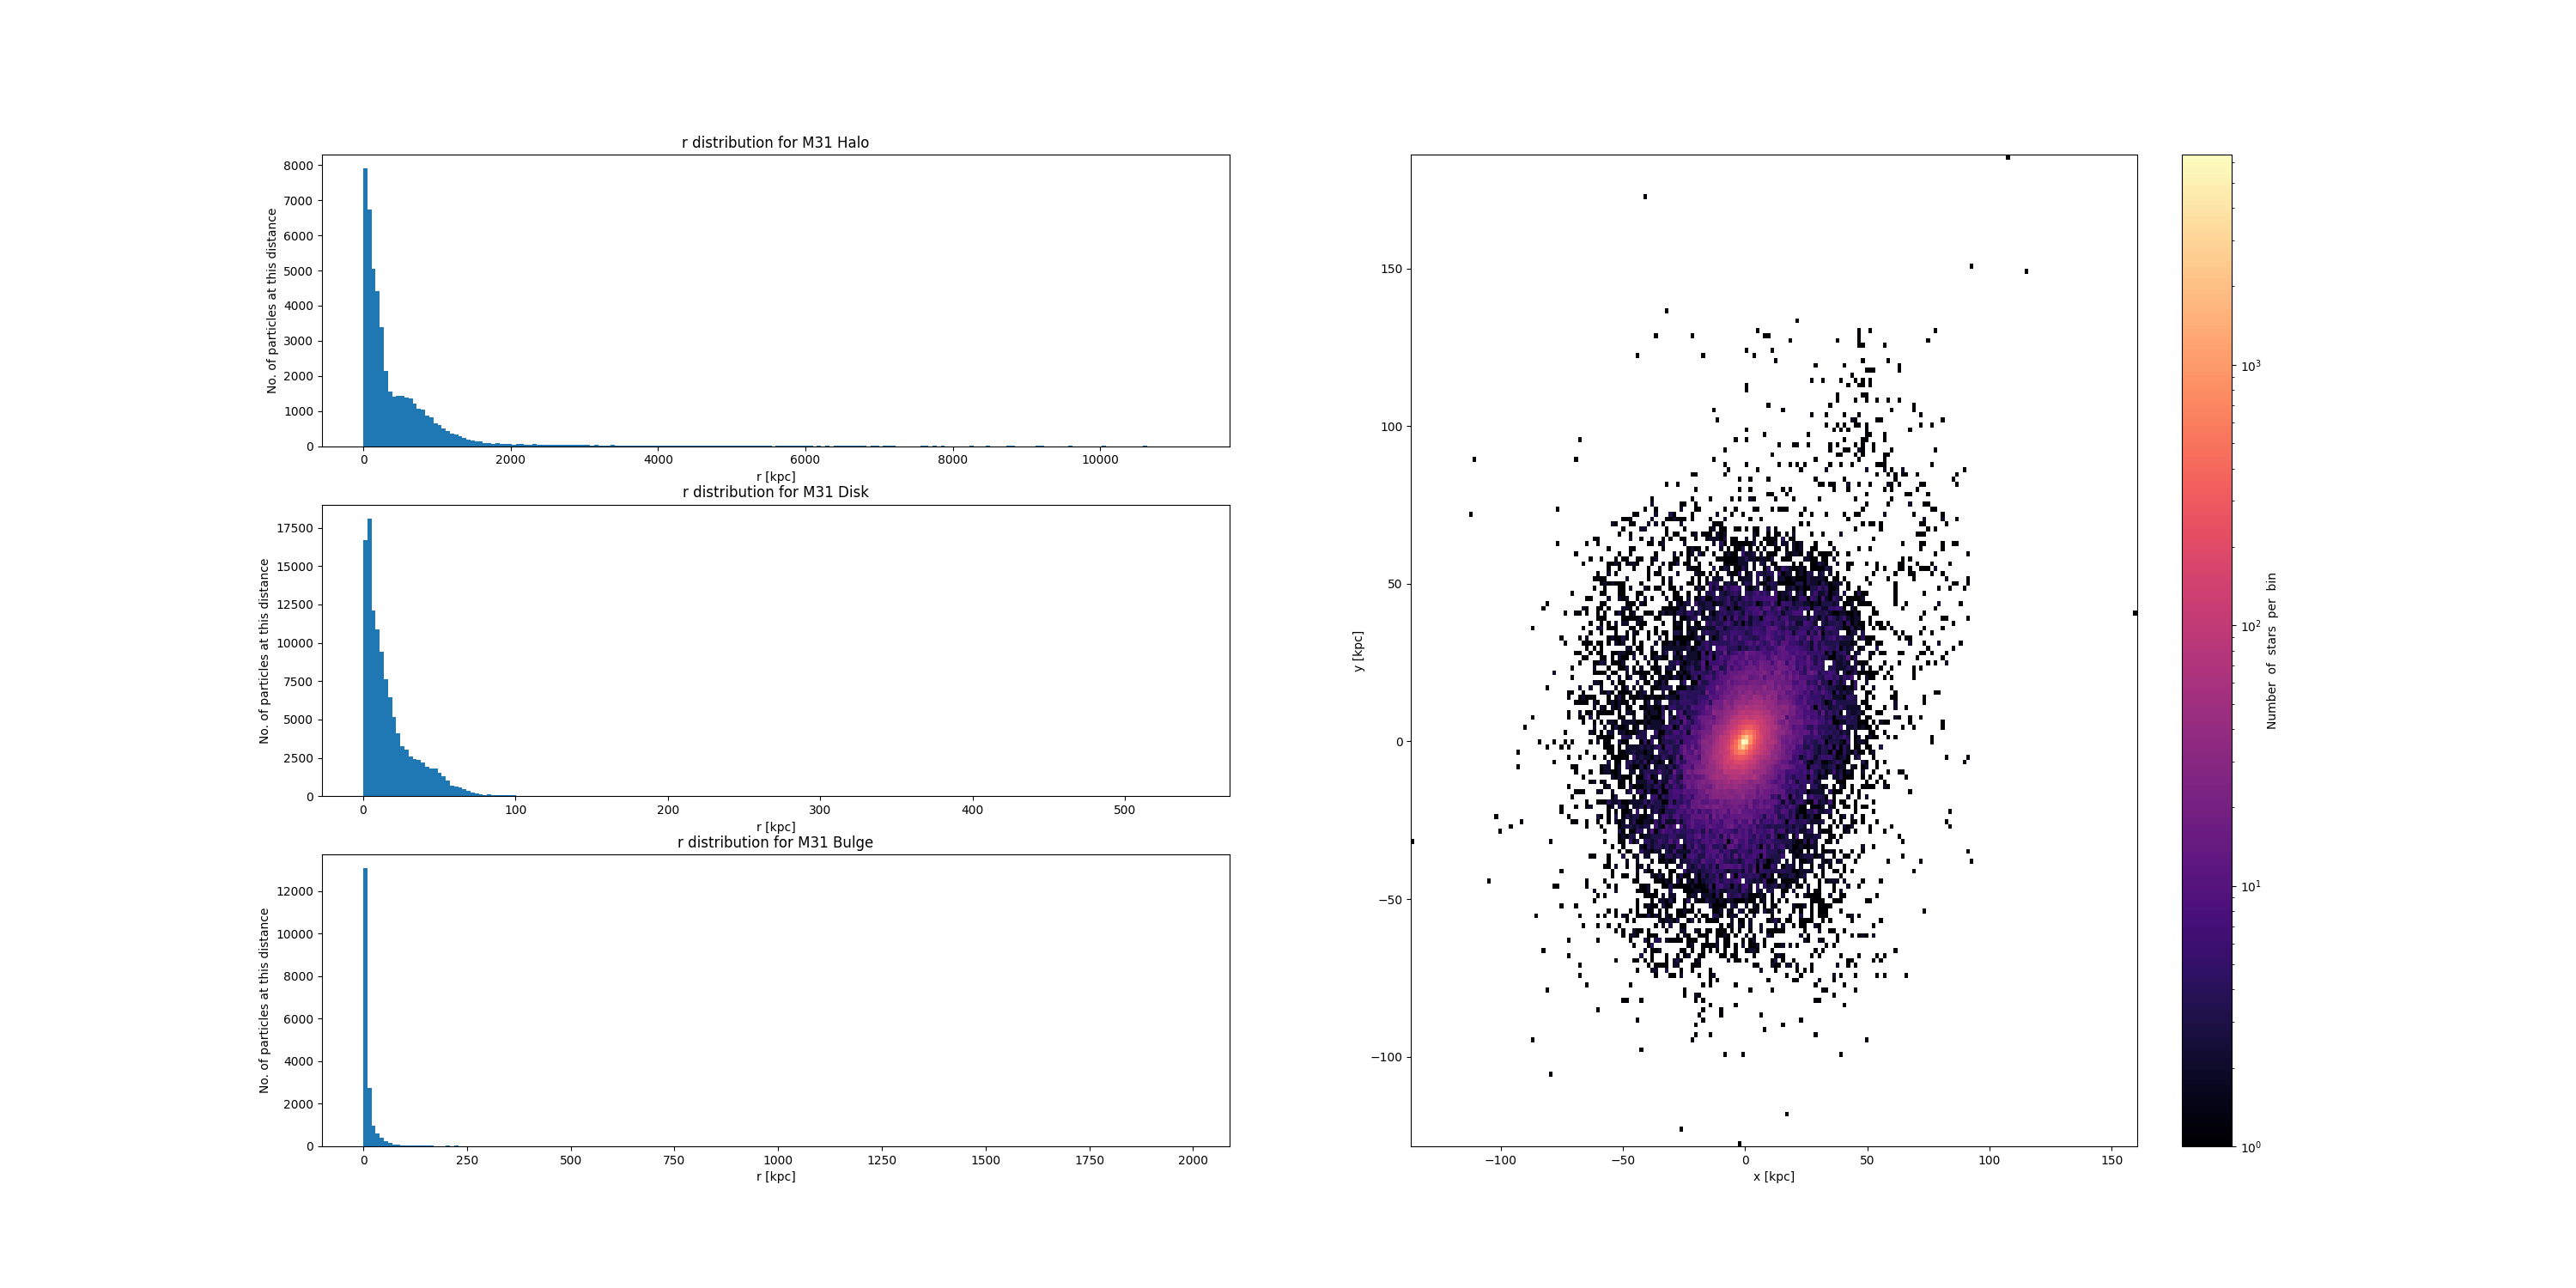 r distribution for M31 Halo
8000
7000
6000
5000
4000
3000
2000
1000
0
No. of particles at this distance
0 2000 4000 6000 8000 10000
r [kpc]
r distribution for M31 Disk
17500
15000
12500
10000
7500
5000
2500
0
No. of particles at this distance
0 100 200 300 400 500
r [kpc]
r distribution for M31 Bulge
12000
10000
8000
6000
4000
2000
0
No. of particles at this distance
0 250 500 750 1000 1250 1500 1750 2000
r [kpc]
150
100
50
0
−50
−100
y [kpc]
−100 −50 0 50 100 150
x [kpc]
10³
10²
10¹
10⁰
Number of stars per bin